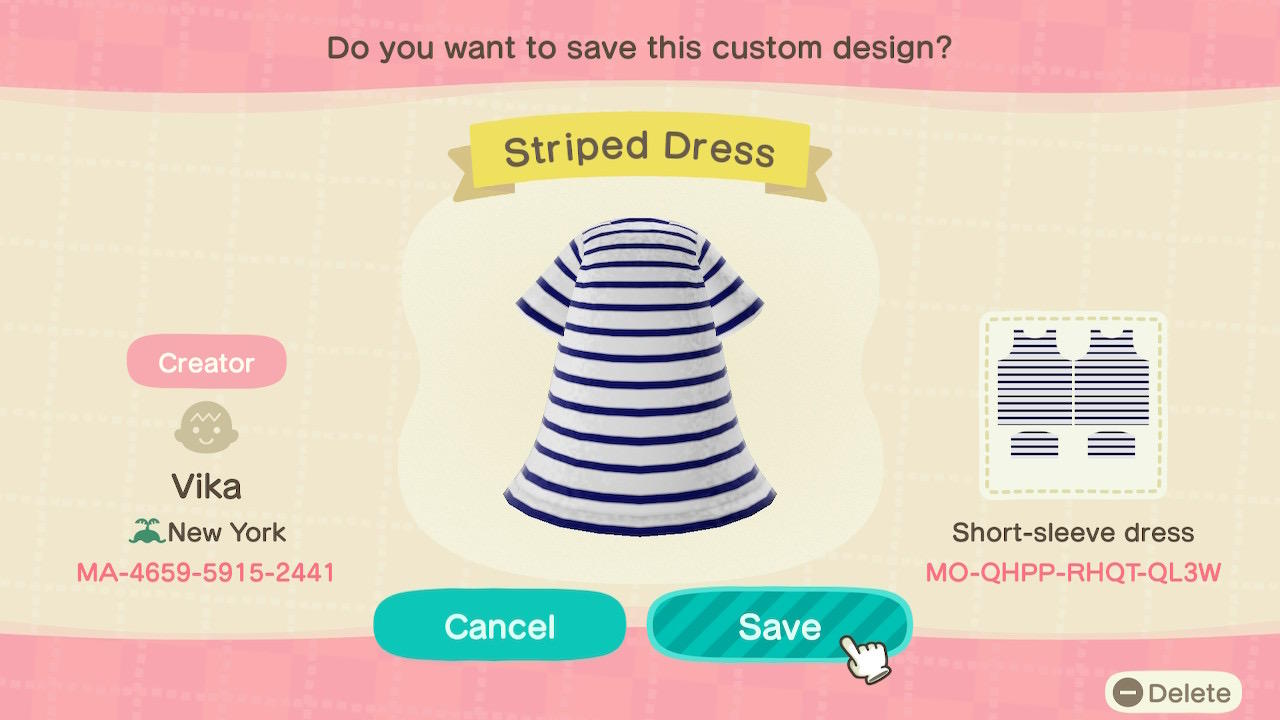 Do you want to save this custom design?
Striped Dress
Creator
Vika
New York
MA-4659-5915-2441
Short-sleeve dress
MO-QHPP-RHQT-QL3W
Cancel
Save
Delete